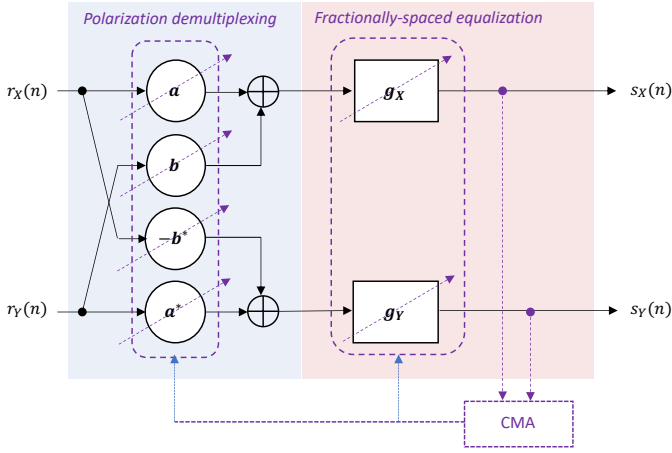 Polarization demultiplexing
Fractionally-spaced equalization
r_X(n)
a
g_X
s_X(n)
b
−b*
r_Y(n)
a*
g_Y
s_Y(n)
CMA